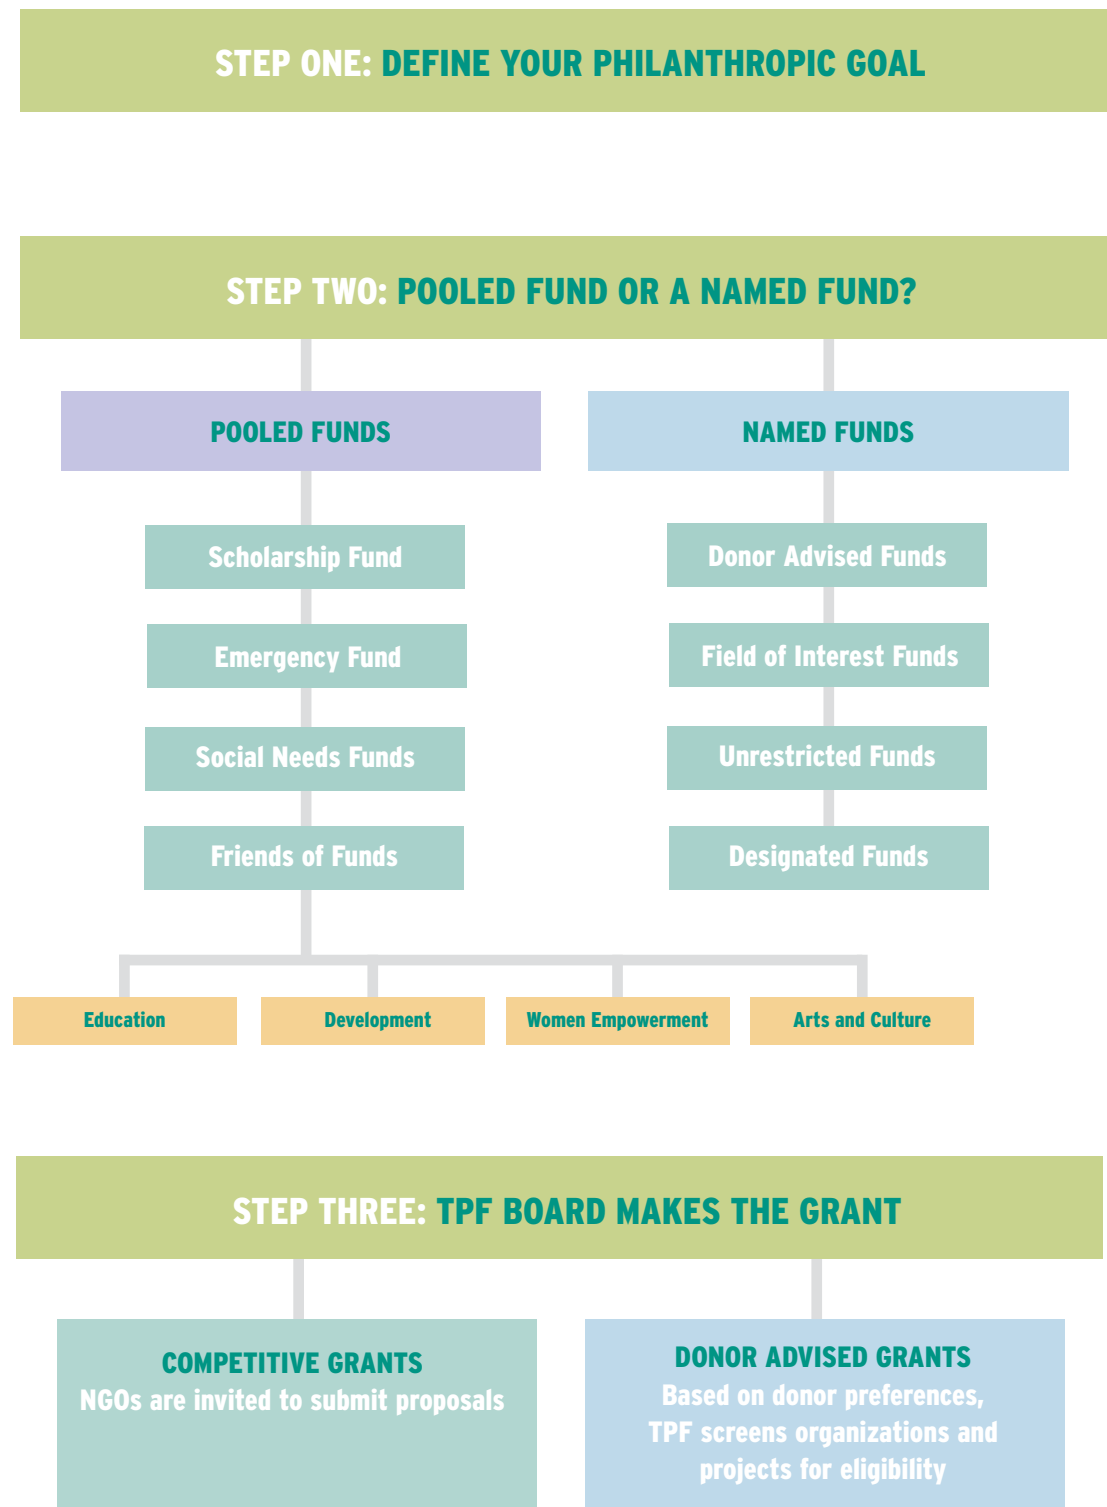 STEP ONE: DEFINE YOUR PHILANTHROPIC GOAL
STEP TWO: POOLED FUND OR A NAMED FUND?
POOLED FUNDS
Scholarship Fund
Emergency Fund
Social Needs Funds
Friends of Funds
NAMED FUNDS
Donor Advised Funds
Field of Interest Funds
Unrestricted Funds
Designated Funds
Education
Development
Women Empowerment
Arts and Culture
STEP THREE: TPF BOARD MAKES THE GRANT
COMPETITIVE GRANTS
NGOs are invited to submit proposals
DONOR ADVISED GRANTS
Based on donor preferences,
TPF screens organizations and
projects for eligibility